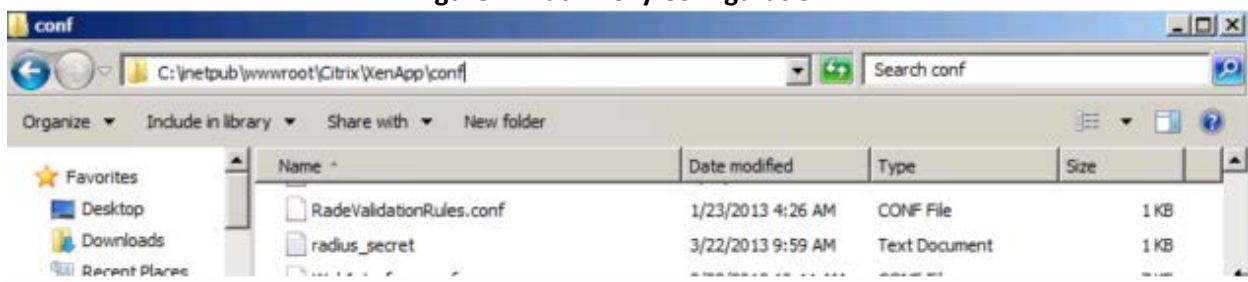 conf
C:\inetpub\wwwroot\Citrix\XenApp\conf
Search conf
Organize
Include in library
Share with
New folder
Name
Date modified
Type
Size
Favorites
Desktop
RadeValidationRules.conf
1/23/2013 4:26 AM
CONF File
1 KB
Downloads
radius_secret
3/22/2013 9:59 AM
Text Document
1 KB
Recent Places